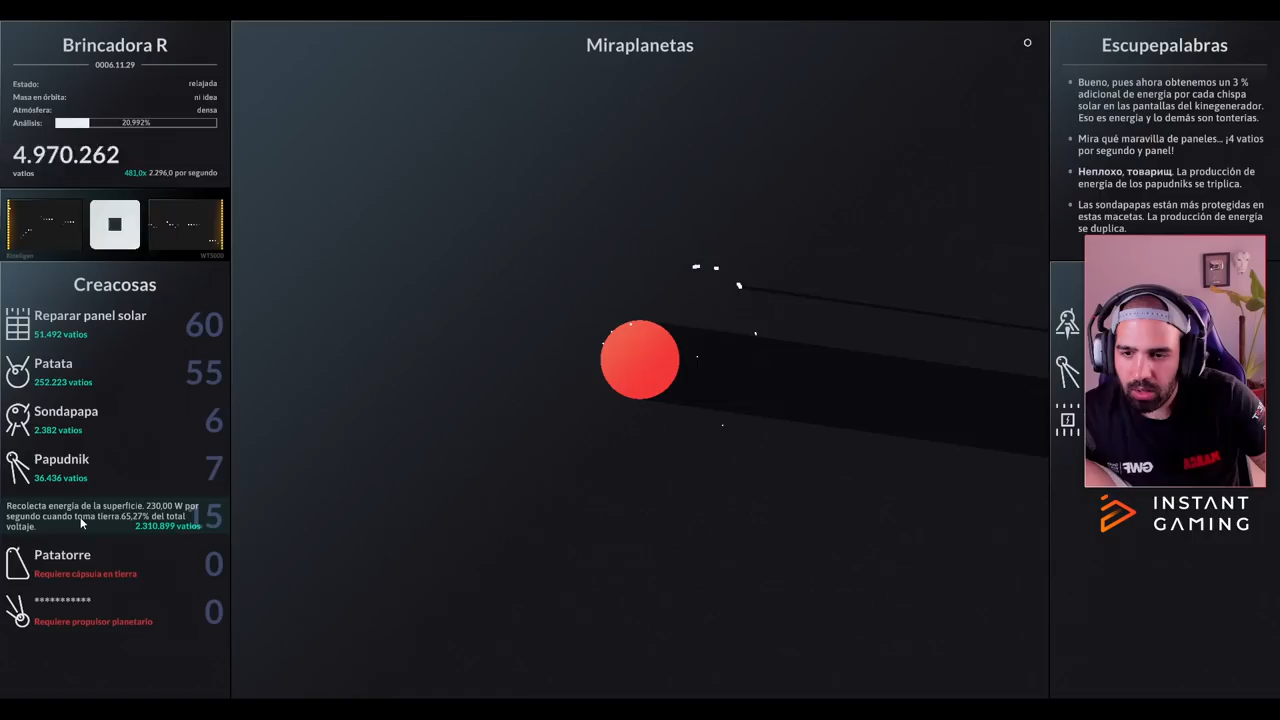 Brincadora R
0006.11.29
Estado: relajada
Masa en órbita: ni idea
Atmósfera: densa
Análisis: 20,992%
4.970.262
vatios 481,0x 2.296,0 por segundo
Kineligen WT5000
Creacosas
Reparar panel solar 60
51.492 vatios
Patata 55
252.223 vatios
Sondapapa 6
2.382 vatios
Papudnik 7
36.436 vatios
Recolecta energía de la superficie. 230,00 W por
segundo cuando toma tierra.65,27% del total
voltaje. 2.310.899 vatios
15
Patatorre 0
Requiere cápsula en tierra
*********** 0
Requiere propulsor planetario
Miraplanetas
Escupepalabras
Bueno, pues ahora obtenemos un 3 %
adicional de energía por cada chispa
solar en las pantallas del kinegenerador.
Eso es energía y lo demás son tonterías.
Mira qué maravilla de paneles... ¡4 vatios
por segundo y panel!
Неплохо, товарищ. La producción de
energía de los papudniks se triplica.
Las sondapapas están más protegidas en
estas macetas. La producción de energía
se duplica.
INSTANT
GAMING